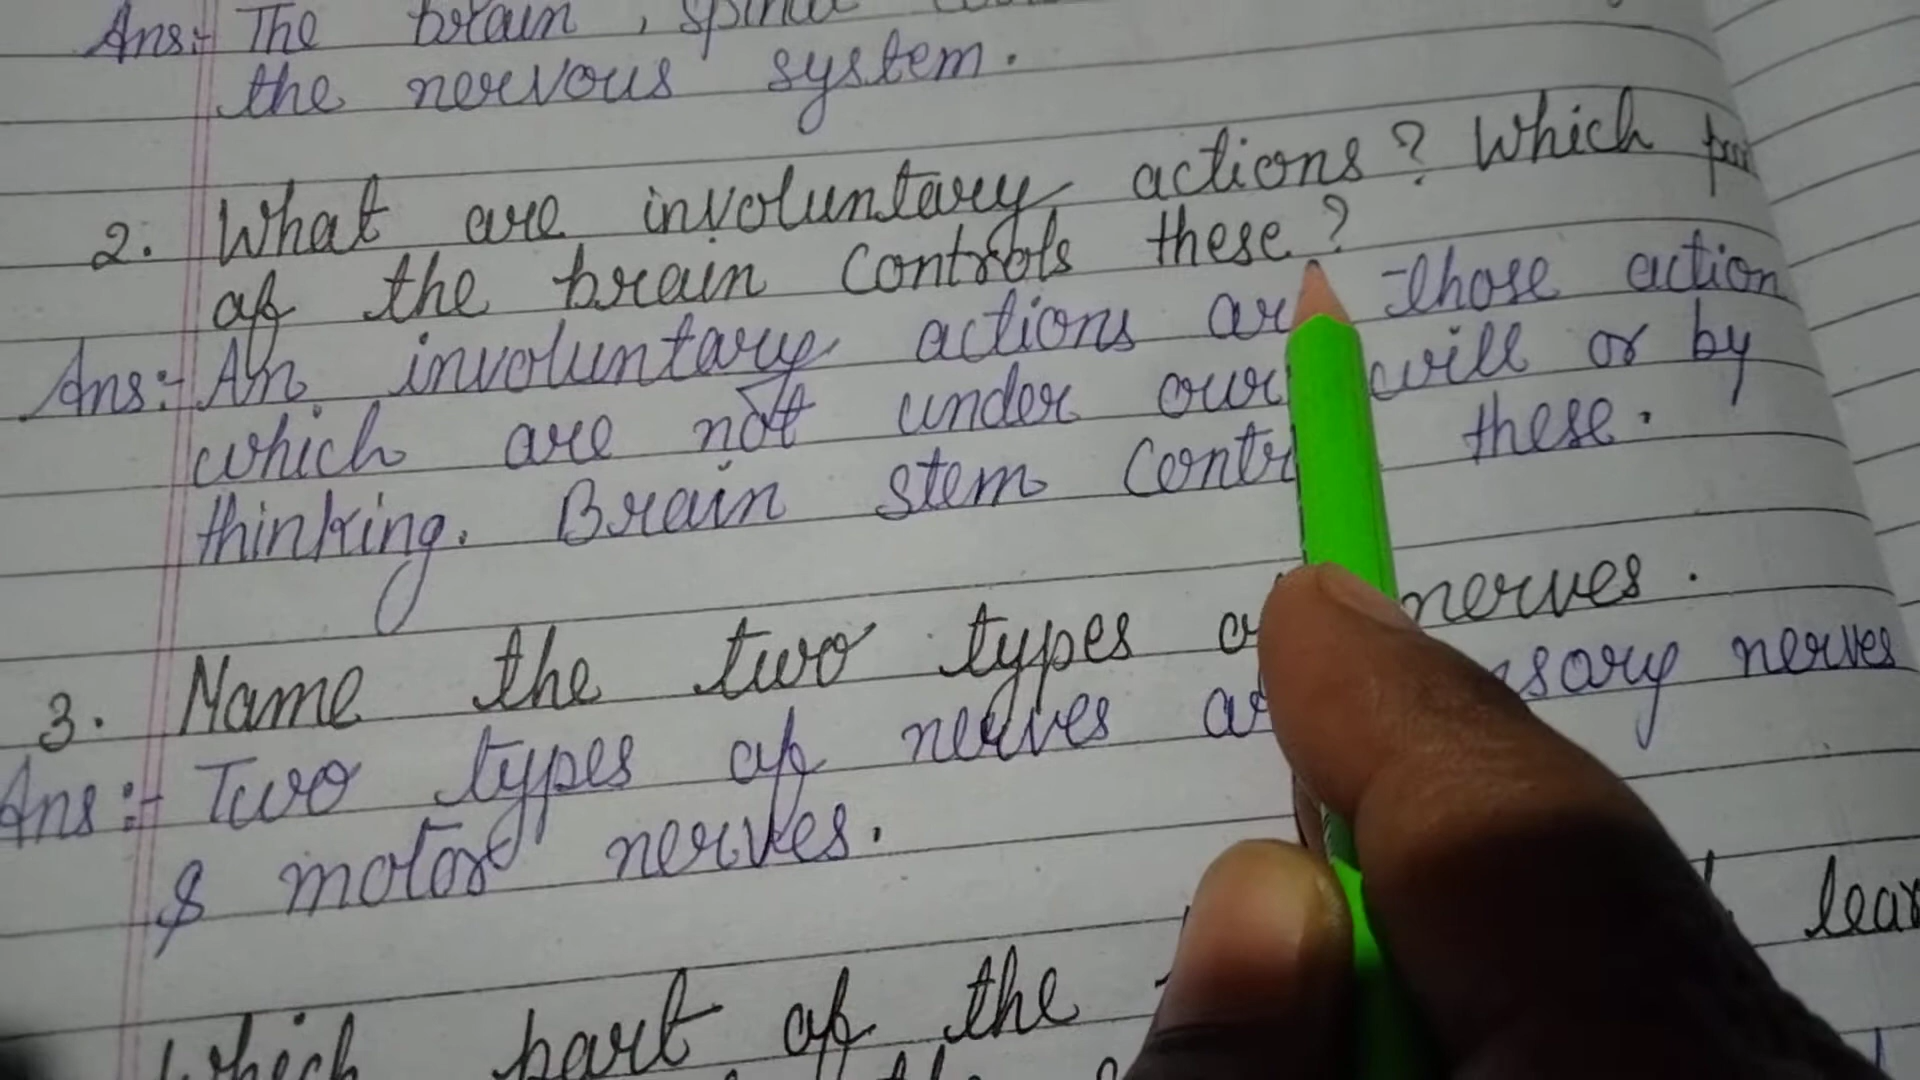 Ans:- The brain, spinal
the nervous system.
2. What are involuntary actions? Which
of the brain controls these?
Ans:- An involuntary actions are those action
which are not under our will or by
thinking. Brain stem these.
3. Name the two types nerves.
Ans:- Two types of nerves nerves
& motor nerves.
Which part of the